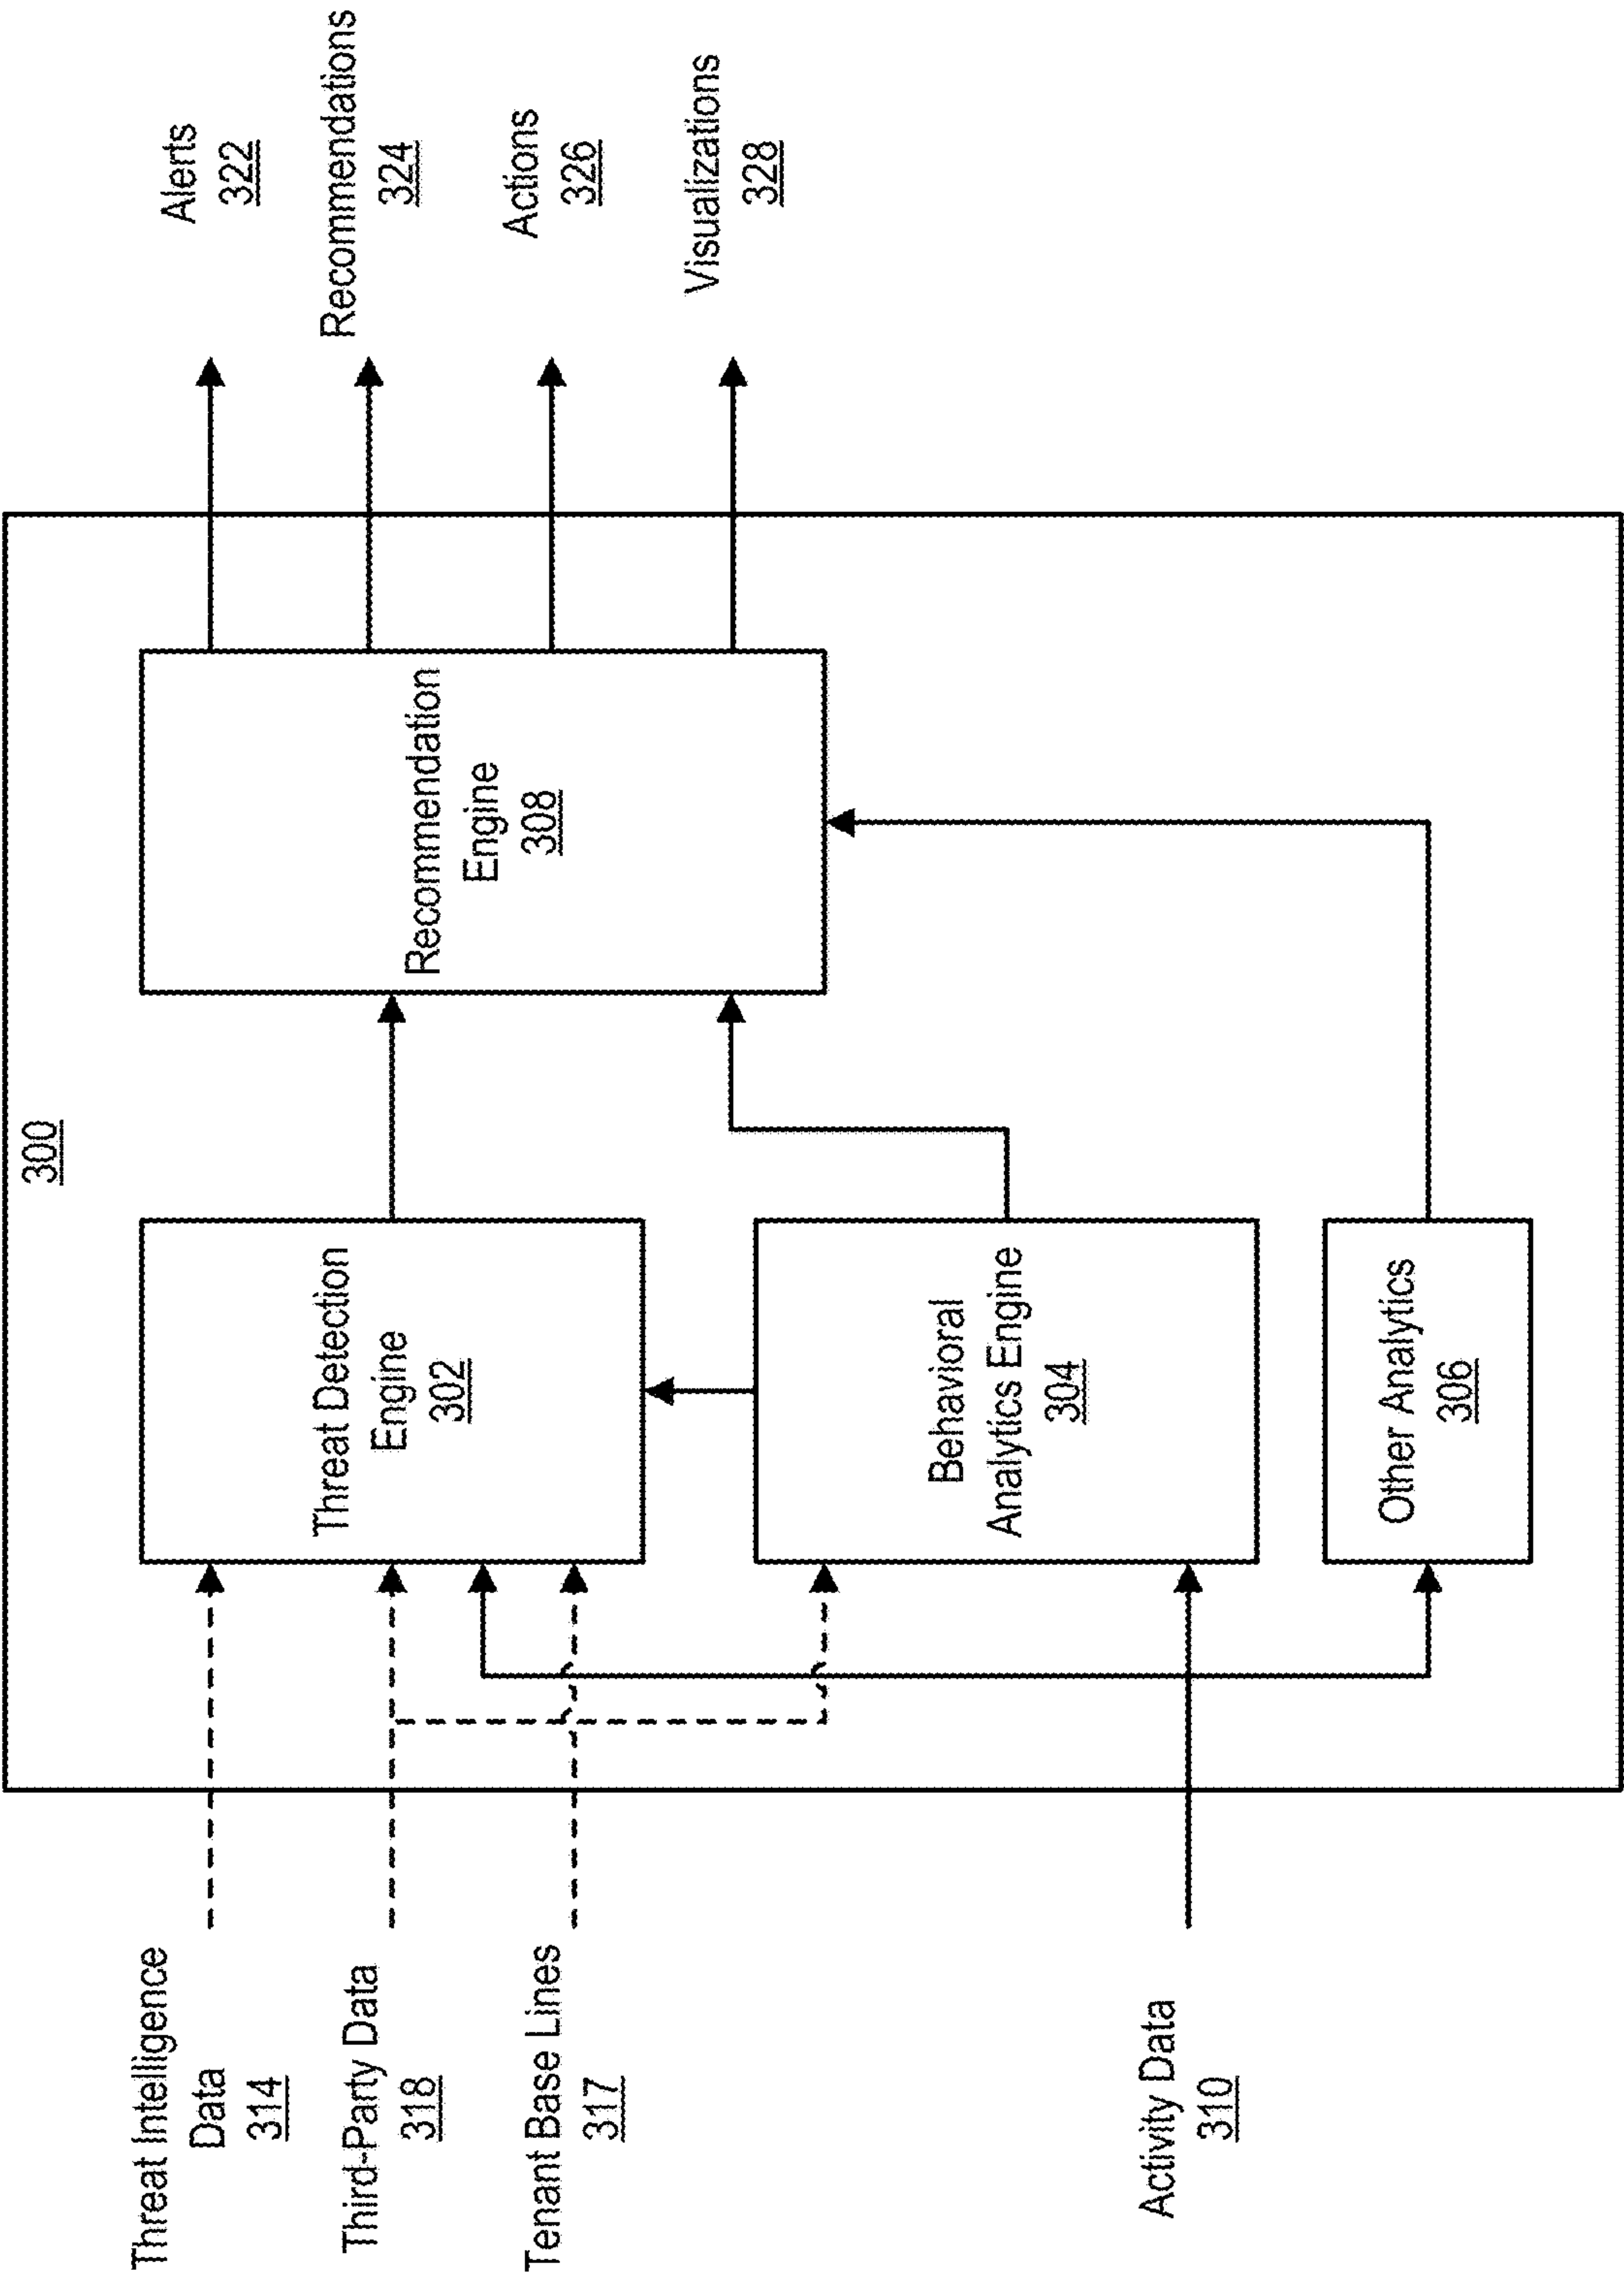 300
Threat Intelligence
Data
314
Third-Party Data
318
Tenant Base Lines
317
Activity Data
310
Threat Detection
Engine
302
Behavioral
Analytics Engine
304
Other Analytics
306
Recommendation
Engine
308
Alerts
322
Recommendations
324
Actions
326
Visualizations
328